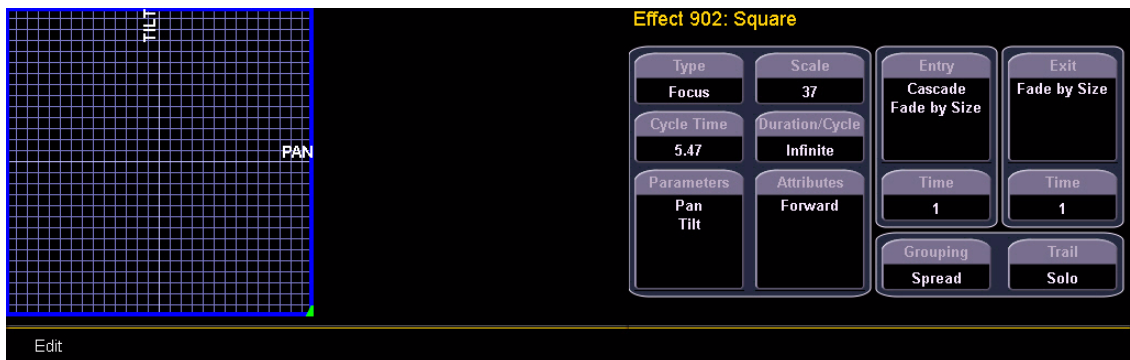 TILT
PAN
Effect 902: Square
Type
Focus
Scale
37
Entry
Cascade
Fade by Size
Exit
Fade by Size
Cycle Time
5.47
Duration/Cycle
Infinite
Parameters
Pan
Tilt
Attributes
Forward
Time
1
Time
1
Grouping
Spread
Trail
Solo
Edit